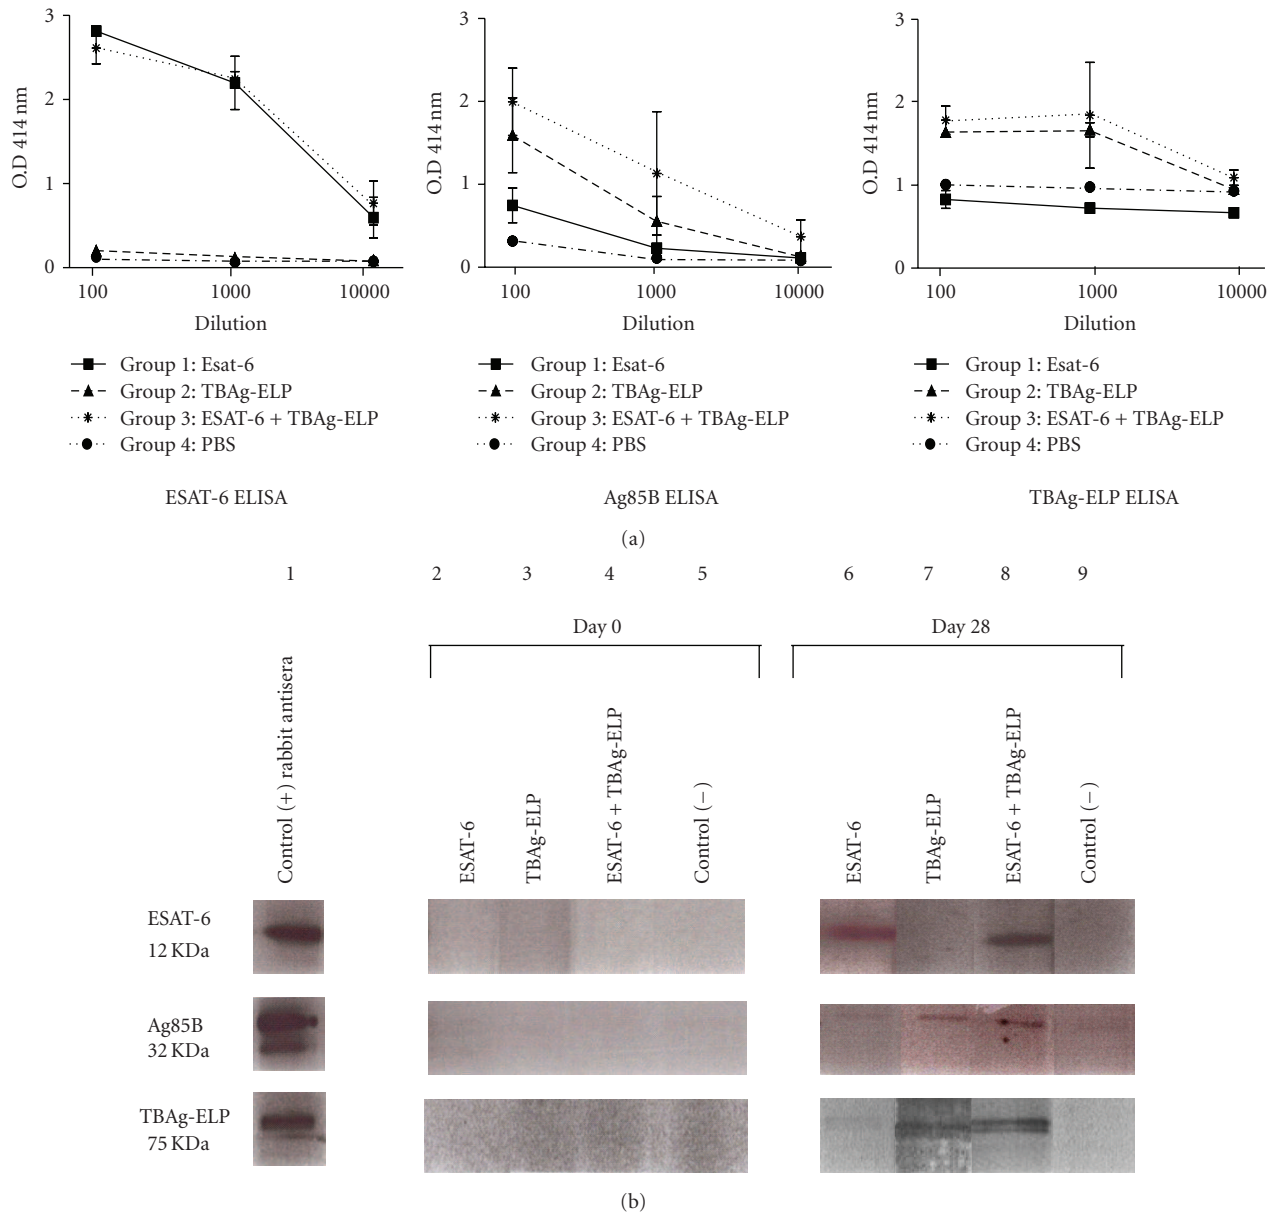 3
2
1
0
O.D 414 nm
100 1000 10000
Dilution
Group 1: Esat-6
Group 2: TBAg-ELP
Group 3: ESAT-6 + TBAg-ELP
Group 4: PBS
ESAT-6 ELISA
3
2
1
0
O.D 414 nm
100 1000 10000
Dilution
Group 1: Esat-6
Group 2: TBAg-ELP
Group 3: ESAT-6 + TBAg-ELP
Group 4: PBS
Ag85B ELISA
3
2
1
0
O.D 414 nm
100 1000 10000
Dilution
Group 1: Esat-6
Group 2: TBAg-ELP
Group 3: ESAT-6 + TBAg-ELP
Group 4: PBS
TBAg-ELP ELISA
(a)
1 2 3 4 5 6 7 8 9
Day 0
Day 28
Control (+) rabbit antisera
ESAT-6
TBAg-ELP
ESAT-6 + TBAg-ELP
Control (−)
ESAT-6
TBAg-ELP
ESAT-6 + TBAg-ELP
Control (−)
ESAT-6
12 KDa
Ag85B
32 KDa
TBAg-ELP
75 KDa
(b)